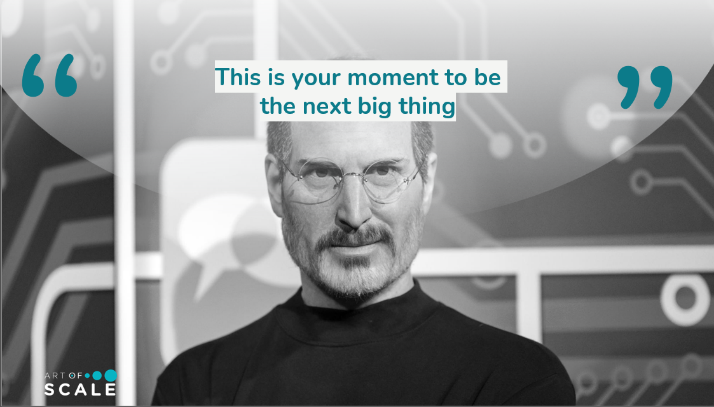 “ ”
This is your moment to be
the next big thing
ART OF
SCALE